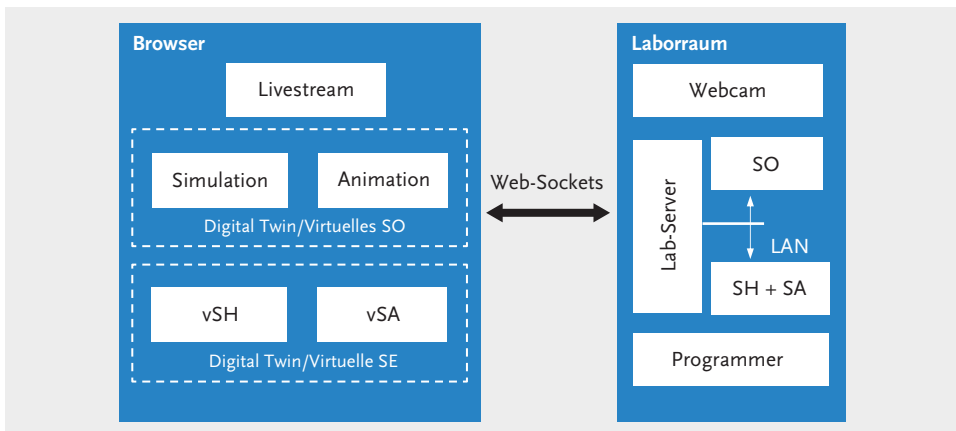 Browser
Livestream
Simulation
Animation
Digital Twin/Virtuelles SO
vSH
vSA
Digital Twin/Virtuelle SE
Web-Sockets
Laborraum
Webcam
Lab-Server
SO
LAN
SH + SA
Programmer